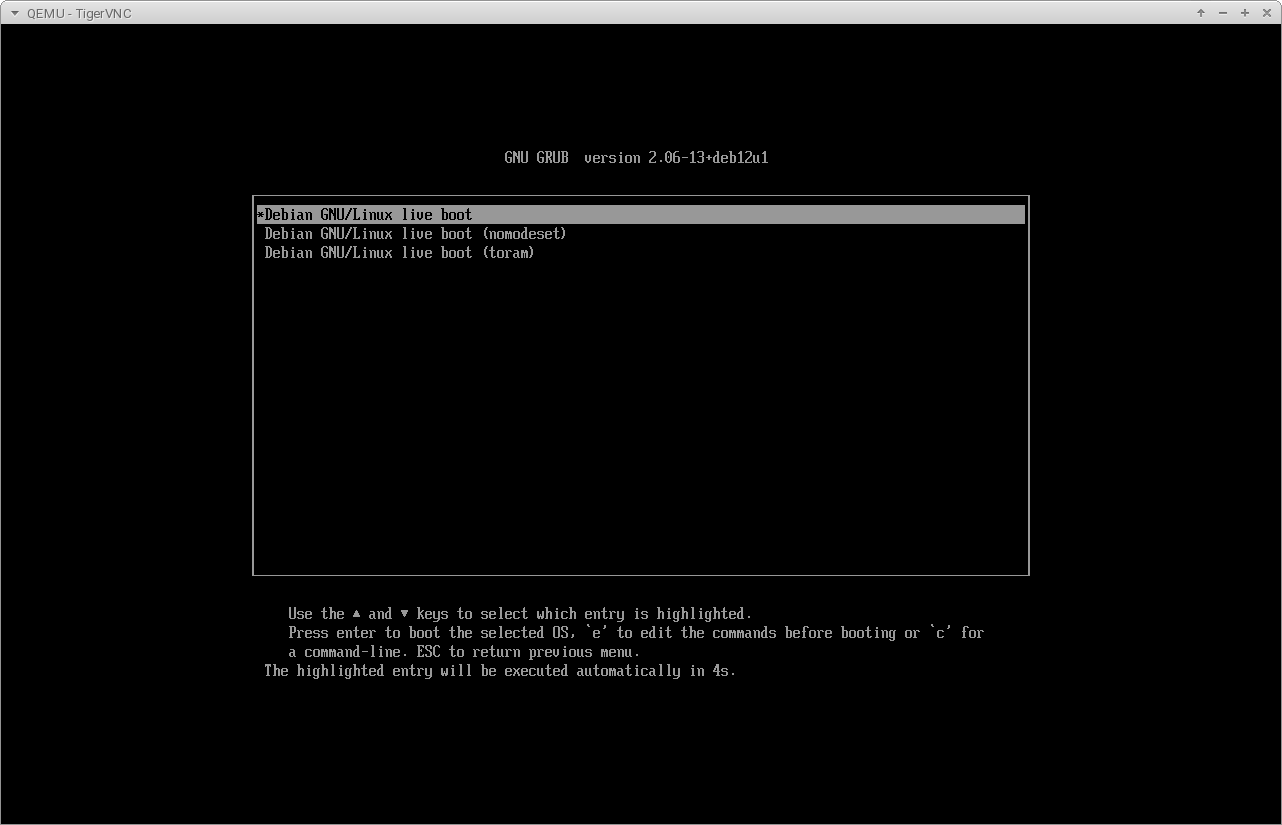 QEMU - TigerVNC
GNU GRUB  version 2.06-13+deb12u1
*Debian GNU/Linux live boot
Debian GNU/Linux live boot (nomodeset)
Debian GNU/Linux live boot (toram)
Use the ▲ and ▼ keys to select which entry is highlighted.
Press enter to boot the selected OS, `e' to edit the commands before booting or `c' for
a command-line. ESC to return previous menu.
The highlighted entry will be executed automatically in 4s.